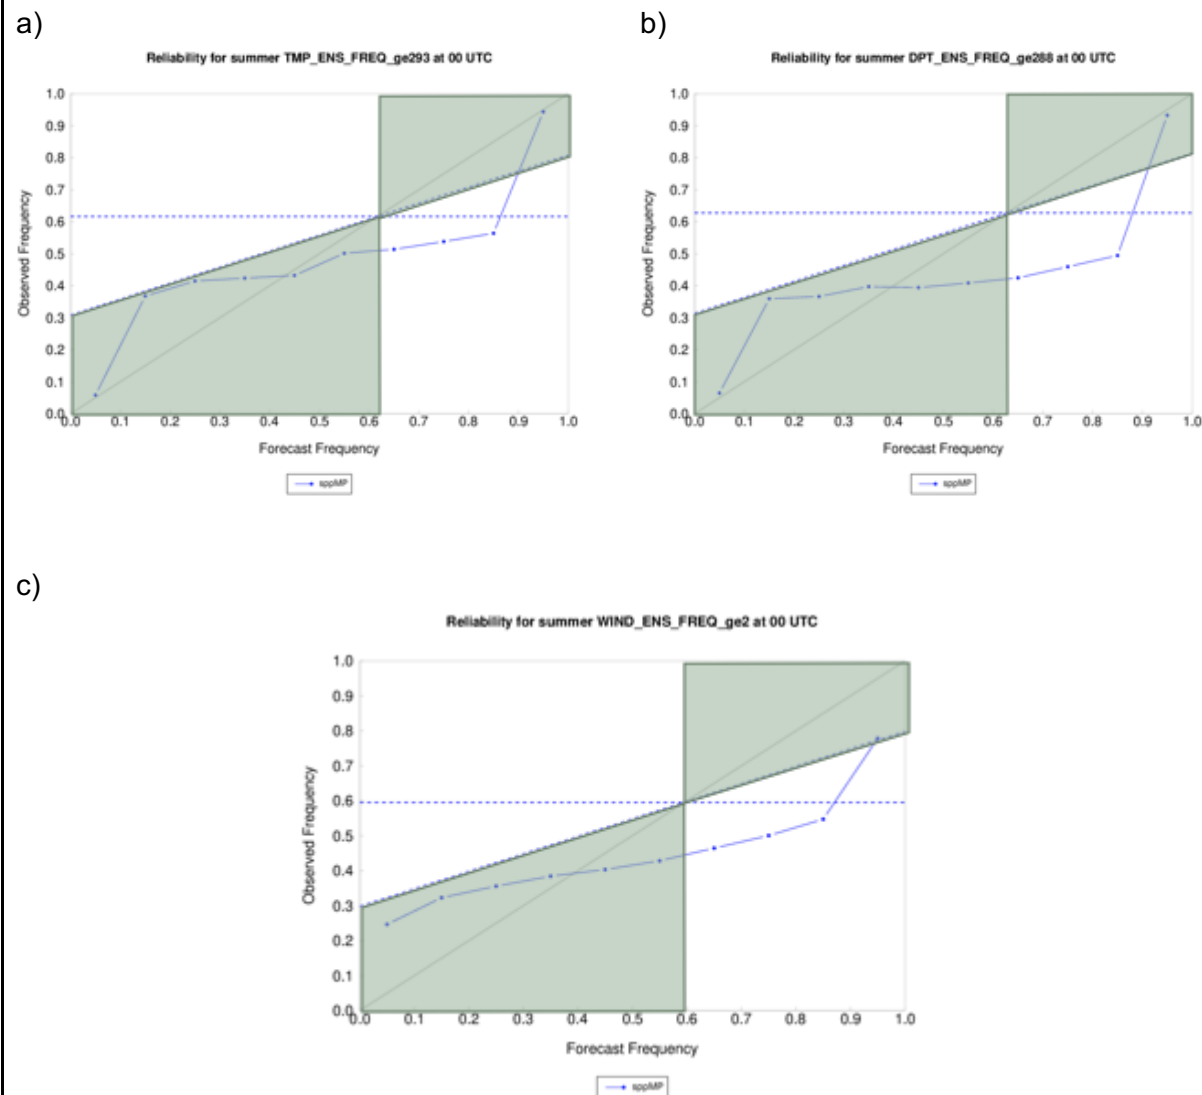 a)
Reliability for summer TMP_ENS_FREQ_ge293 at 00 UTC
1.0
0.9
0.8
0.7
0.6
0.5
0.4
0.3
0.2
0.1
0.0
Observed Frequency
0.0 0.1 0.2 0.3 0.4 0.5 0.6 0.7 0.8 0.9 1.0
Forecast Frequency
sppMP
b)
Reliability for summer DPT_ENS_FREQ_ge288 at 00 UTC
1.0
0.9
0.8
0.7
0.6
0.5
0.4
0.3
0.2
0.1
0.0
Observed Frequency
0.0 0.1 0.2 0.3 0.4 0.5 0.6 0.7 0.8 0.9 1.0
Forecast Frequency
sppMP
c)
Reliability for summer WIND_ENS_FREQ_ge2 at 00 UTC
1.0
0.9
0.8
0.7
0.6
0.5
0.4
0.3
0.2
0.1
0.0
Observed Frequency
0.0 0.1 0.2 0.3 0.4 0.5 0.6 0.7 0.8 0.9 1.0
Forecast Frequency
sppMP